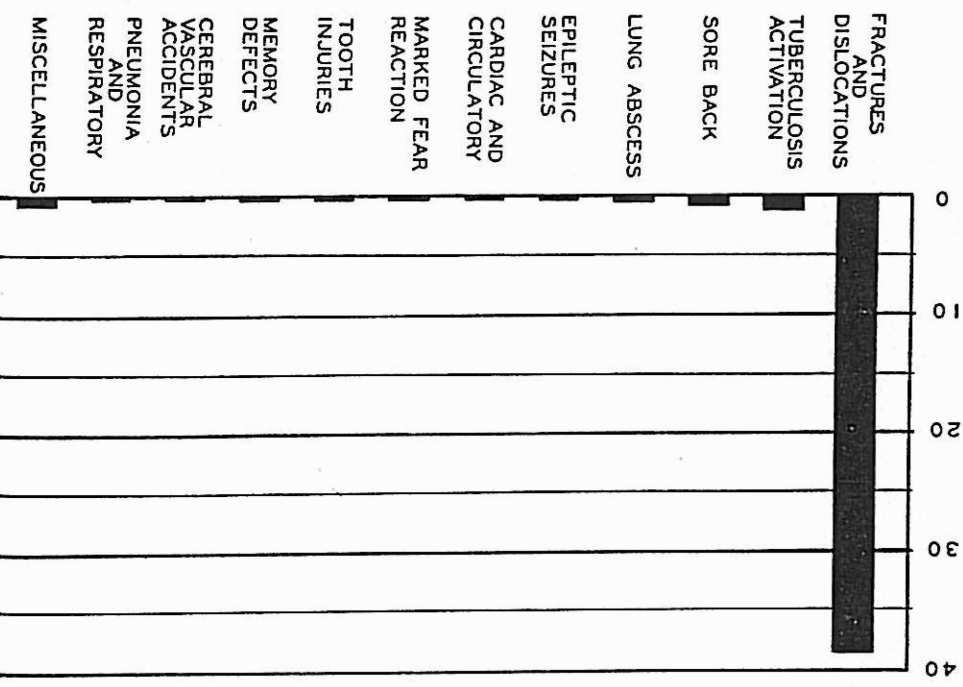 FRACTURES
AND
DISLOCATIONS
TUBERCULOSIS
ACTIVATION
SORE BACK
LUNG ABSCESS
EPILEPTIC
SEIZURES
CARDIAC AND
CIRCULATORY
MARKED FEAR
REACTION
TOOTH
INJURIES
MEMORY
DEFECTS
CEREBRAL
VASCULAR
ACCIDENTS
PNEUMONIA
AND
RESPIRATORY
MISCELLANEOUS
0
10
20
30
40